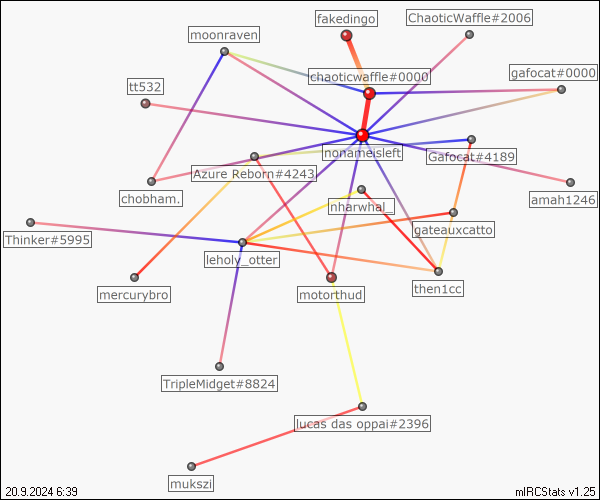 fakedingo
ChaoticWaffle#2006
moonraven
chaoticwaffle#0000
gafocat#0000
tt532
nonameisleft
Gafocat#4189
Azure Reborn#4243
chobham.
amah1246
nharwhal_
gateauxcatto
Thinker#5995
leholy_otter
mercurybro
motorthud
then1cc
TripleMidget#8824
lucas das oppai#2396
mukszi
20.9.2024 6:39
mIRCStats v1.25